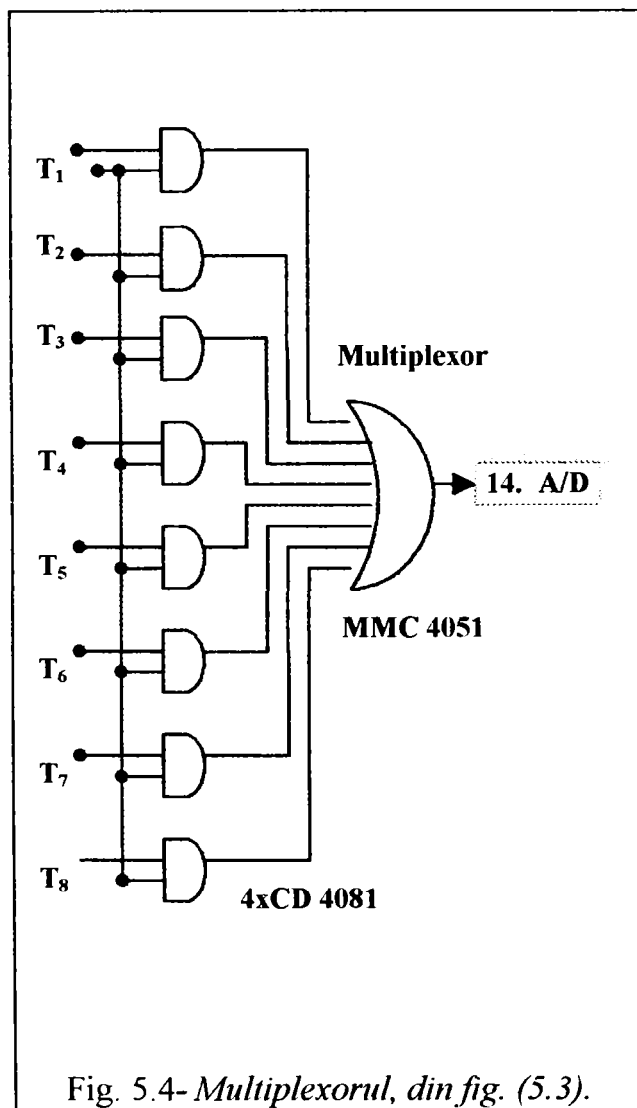 T₁
T₂
T₃
Multiplexor
T₄
14. A/D
T₅
MMC 4051
T₆
T₇
T₈
4xCD 4081
Fig. 5.4- Multiplexorul, din fig. (5.3).